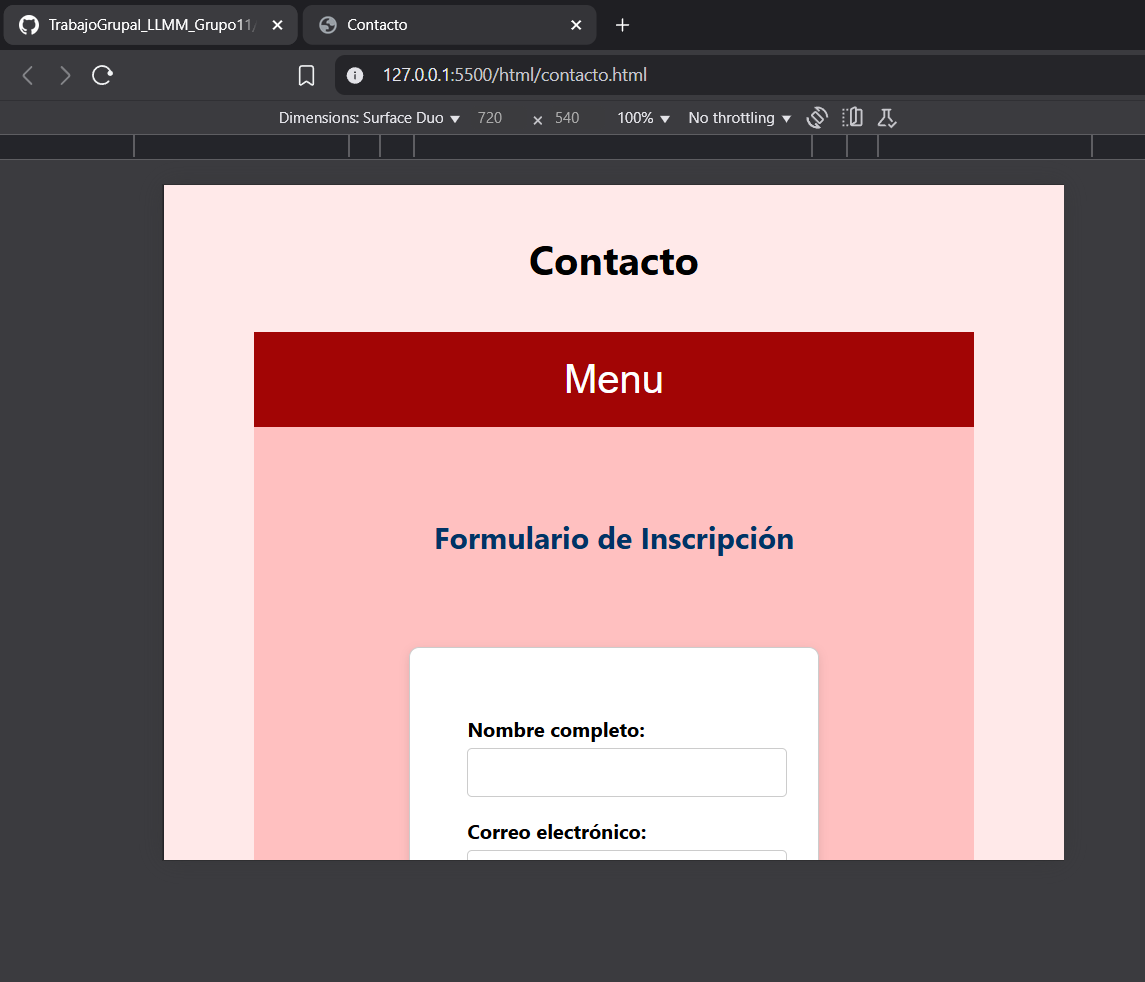 TrabajoGrupal_LLMM_Grupo11/
Contacto
127.0.0.1:5500/html/contacto.html
Dimensions: Surface Duo 720 × 540 100% No throttling
Contacto
Menu
Formulario de Inscripción
Nombre completo:
Correo electrónico: